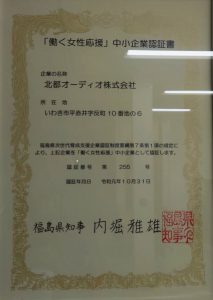 「働く女性応援」中小企業認証書
企業の名称
北部オーディオ株式会社
所在地
いわき市平赤井字反町10番地の6
福島県次世代育成支援企業認証制度要綱第7条第1項の規定に
より、上記企業を「働く女性応援」中小企業として認証します。
認証番号 第 255 号
認証年月日 令和元年10月31日
福島県知事 内堀雅雄